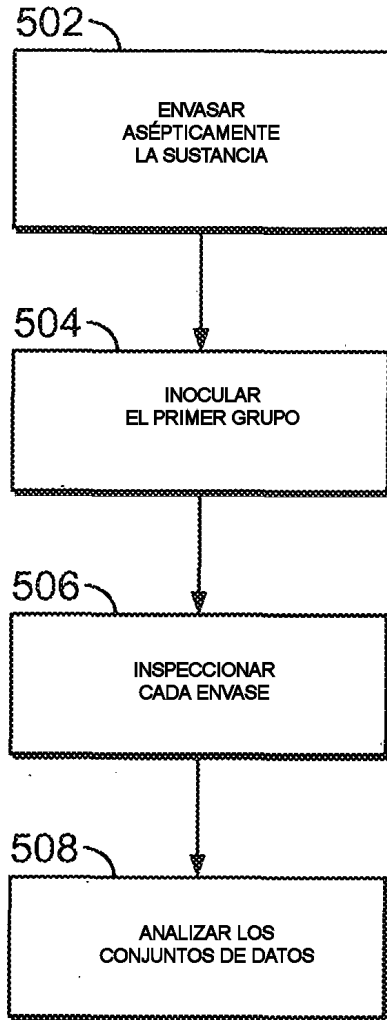 502
ENVASAR
ASÉPTICAMENTE
LA SUSTANCIA
504
INOCULAR
EL PRIMER GRUPO
506
INSPECCIONAR
CADA ENVASE
508
ANALIZAR LOS
CONJUNTOS DE DATOS